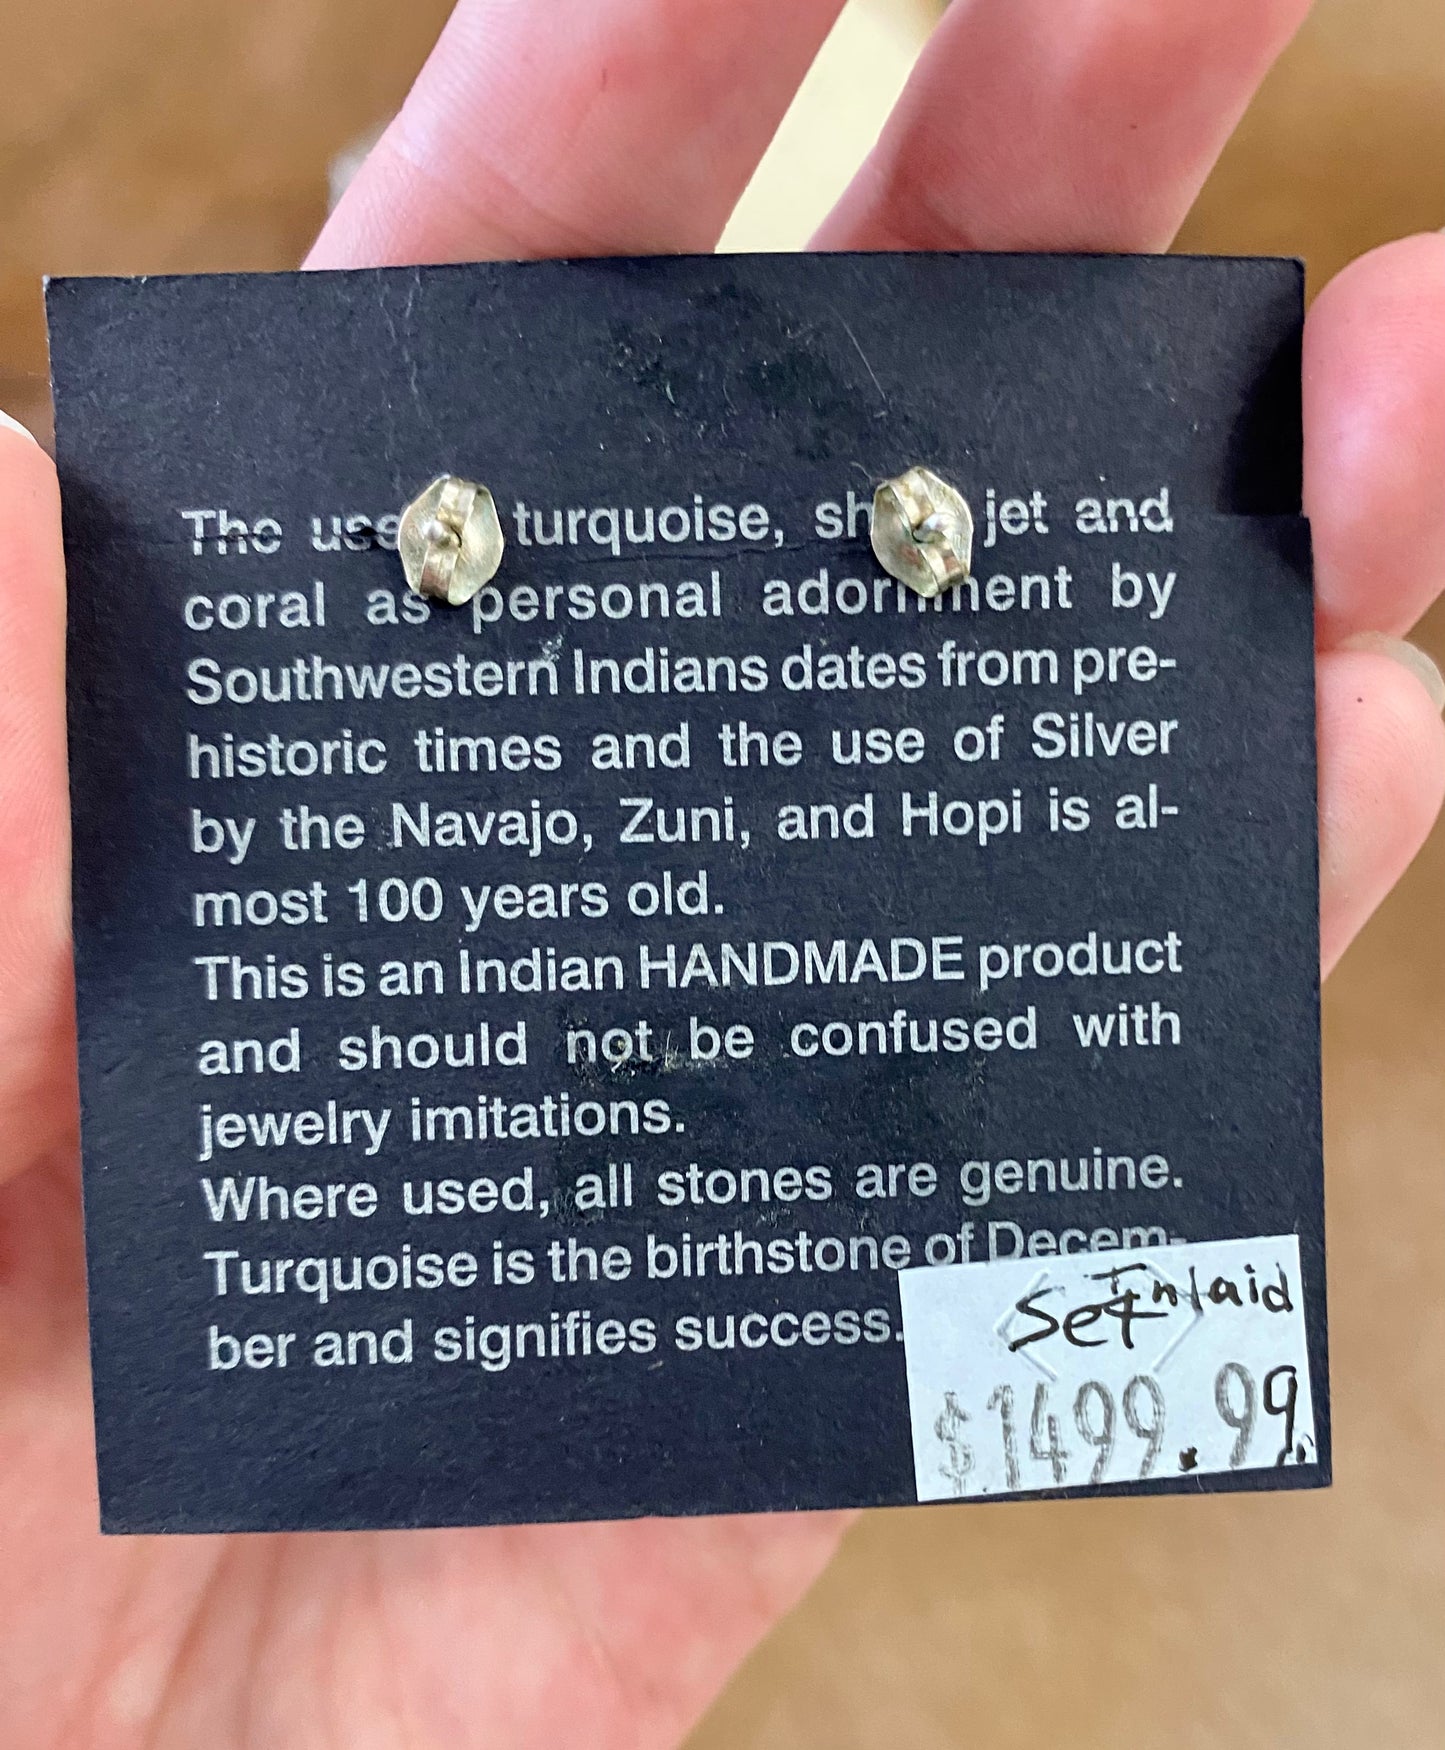 The use turquoise, sh jet and
coral as personal adornment by
Southwestern Indians dates from pre-
historic times and the use of Silver
by the Navajo, Zuni, and Hopi is al-
most 100 years old.
This is an Indian HANDMADE product
and should not be confused with
jewelry imitations.
Where used, all stones are genuine.
Turquoise is the birthstone of Decem-
ber and signifies success.
Inlaid
Set
$1499.99